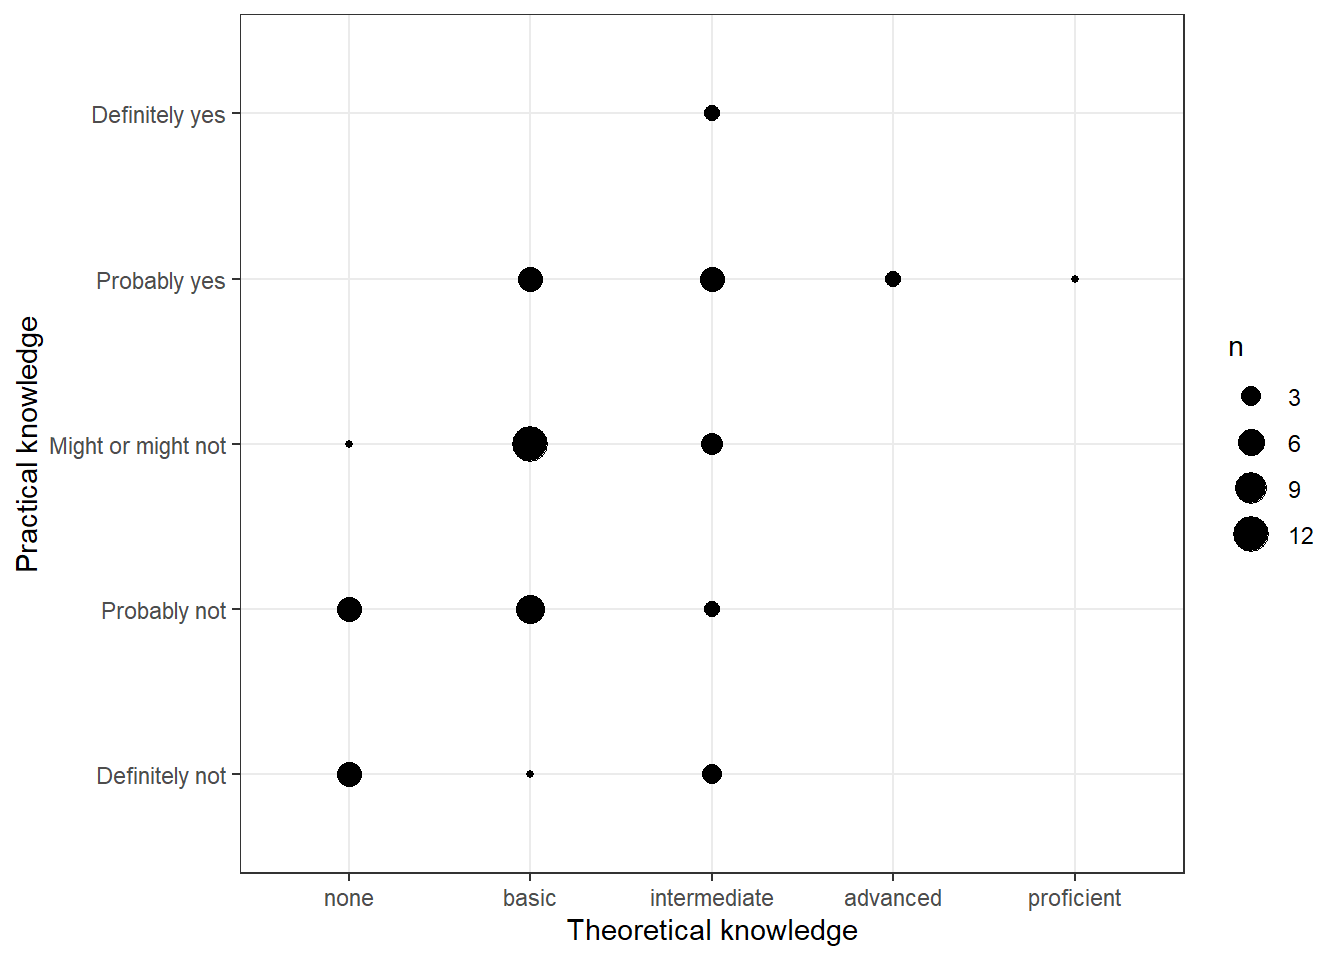 Definitely yes
Probably yes
Might or might not
Probably not
Definitely not
Practical knowledge
none basic intermediate advanced proficient
Theoretical knowledge
n
3
6
9
12